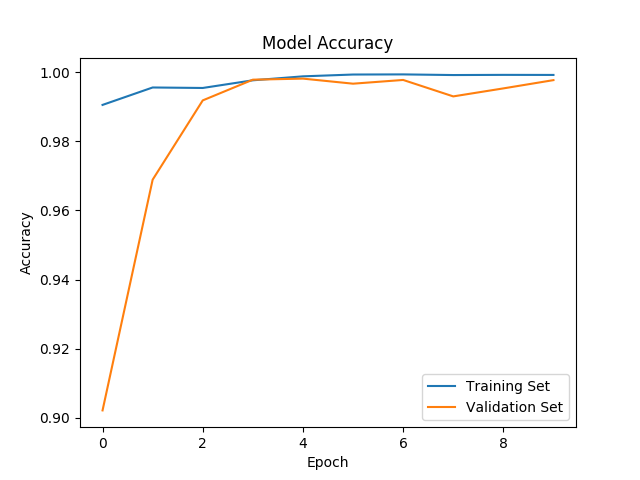 Model Accuracy
1.00
0.98
0.96
0.94
0.92
0.90
Accuracy
0 2 4 6 8
Epoch
Training Set
Validation Set